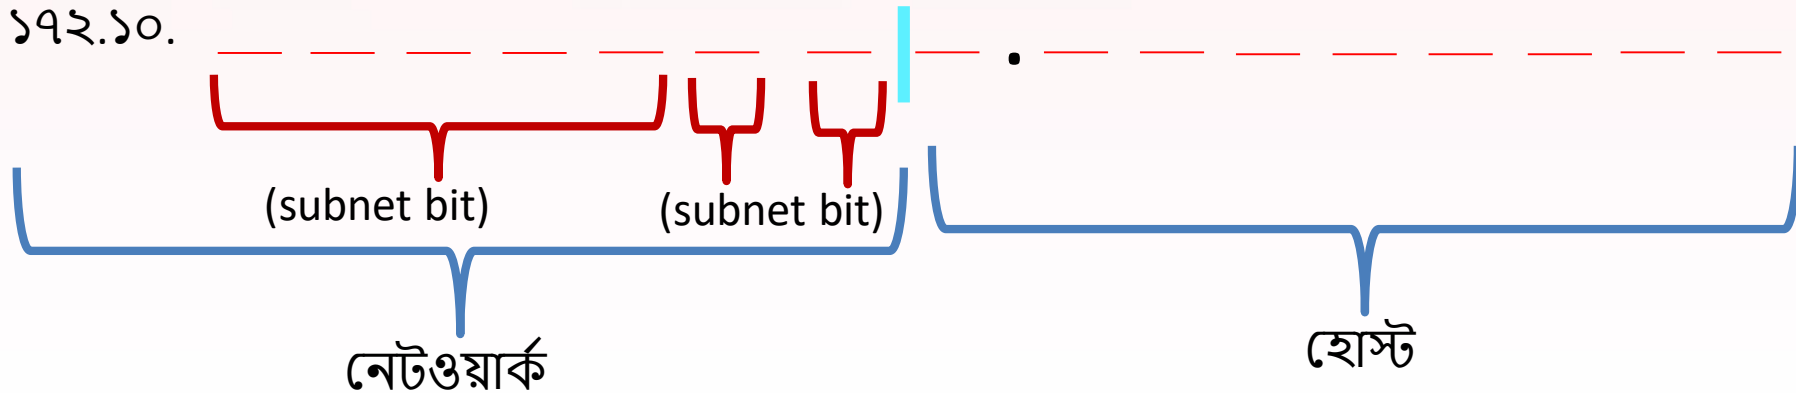 ১৭২.১০. _ _ _ _ _ _ _ _ . _ _ _ _ _ _ _ _
(subnet bit) (subnet bit)
নেটওয়ার্ক হোস্ট